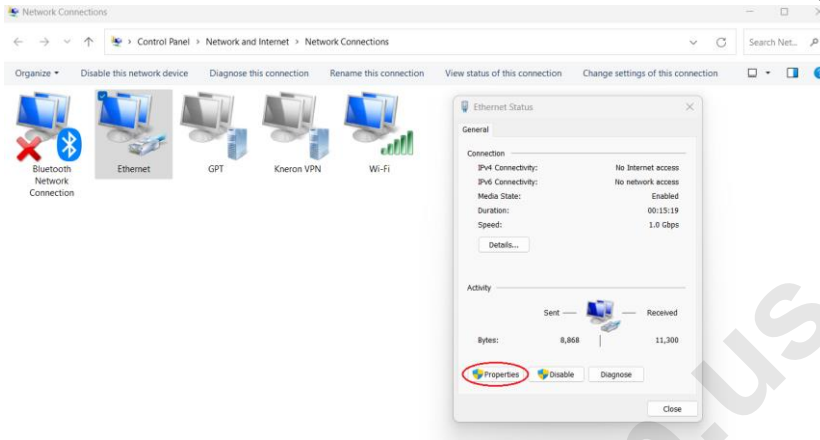 Network Connections
Control Panel > Network and Internet > Network Connections
Search Net...
Organize
Disable this network device
Diagnose this connection
Rename this connection
View status of this connection
Change settings of this connection
Bluetooth
Network
Connection
Ethernet
GPT
Kneron VPN
Wi-Fi
Ethernet Status
General
Connection
IPv4 Connectivity: No Internet access
IPv6 Connectivity: No network access
Media State: Enabled
Duration: 00:15:19
Speed: 1.0 Gbps
Details...
Activity
Sent — — Received
Bytes: 8,868 | 11,300
Properties
Disable
Diagnose
Close